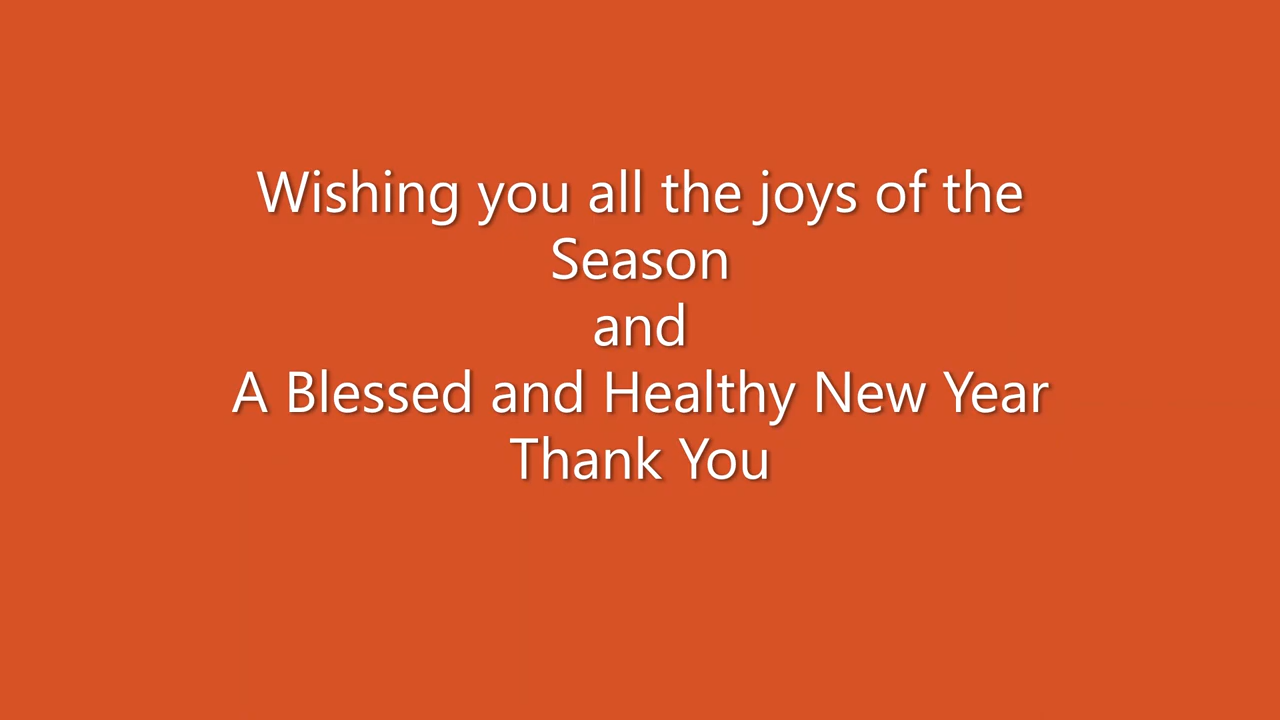 Wishing you all the joys of the
Season
and
A Blessed and Healthy New Year
Thank You